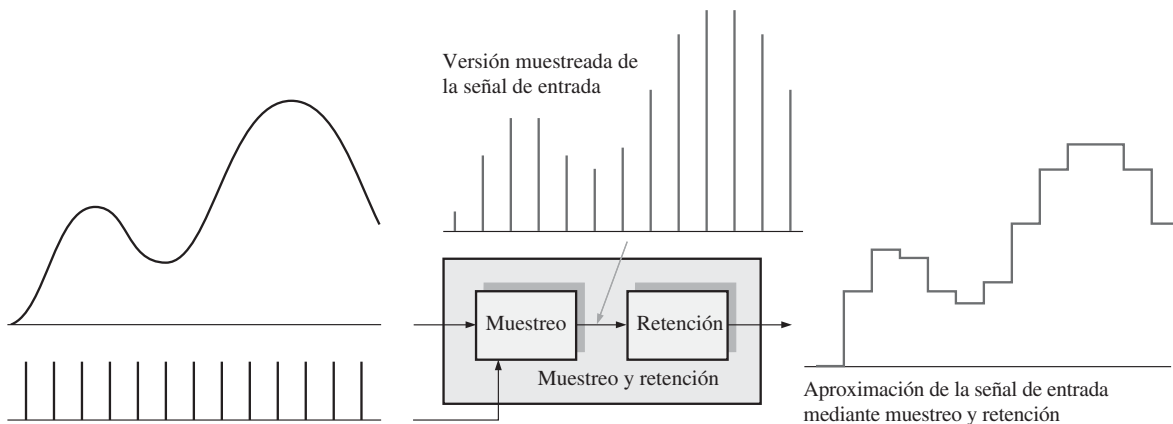 Versión muestreada de
la señal de entrada
Muestreo
Retención
Muestreo y retención
Aproximación de la señal de entrada
mediante muestreo y retención